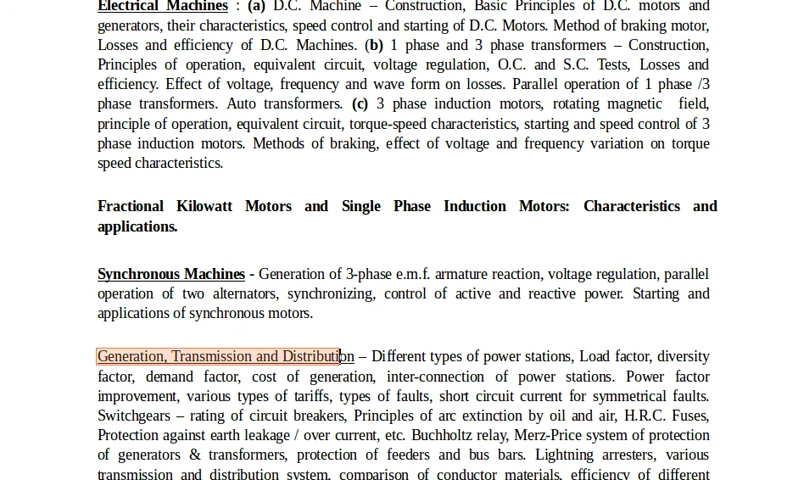 Electrical Machines : (a) D.C. Machine – Construction, Basic Principles of D.C. motors and
generators, their characteristics, speed control and starting of D.C. Motors. Method of braking motor,
Losses and efficiency of D.C. Machines. (b) 1 phase and 3 phase transformers – Construction,
Principles of operation, equivalent circuit, voltage regulation, O.C. and S.C. Tests, Losses and
efficiency. Effect of voltage, frequency and wave form on losses. Parallel operation of 1 phase /3
phase transformers. Auto transformers. (c) 3 phase induction motors, rotating magnetic field,
principle of operation, equivalent circuit, torque-speed characteristics, starting and speed control of 3
phase induction motors. Methods of braking, effect of voltage and frequency variation on torque
speed characteristics.
Fractional Kilowatt Motors and Single Phase Induction Motors: Characteristics and
applications.
Synchronous Machines - Generation of 3-phase e.m.f. armature reaction, voltage regulation, parallel
operation of two alternators, synchronizing, control of active and reactive power. Starting and
applications of synchronous motors.
Generation, Transmission and Distribution – Different types of power stations, Load factor, diversity
factor, demand factor, cost of generation, inter-connection of power stations. Power factor
improvement, various types of tariffs, types of faults, short circuit current for symmetrical faults.
Switchgears – rating of circuit breakers, Principles of arc extinction by oil and air, H.R.C. Fuses,
Protection against earth leakage / over current, etc. Buchholtz relay, Merz-Price system of protection
of generators & transformers, protection of feeders and bus bars. Lightning arresters, various
transmission and distribution system, comparison of conductor materials, efficiency of different